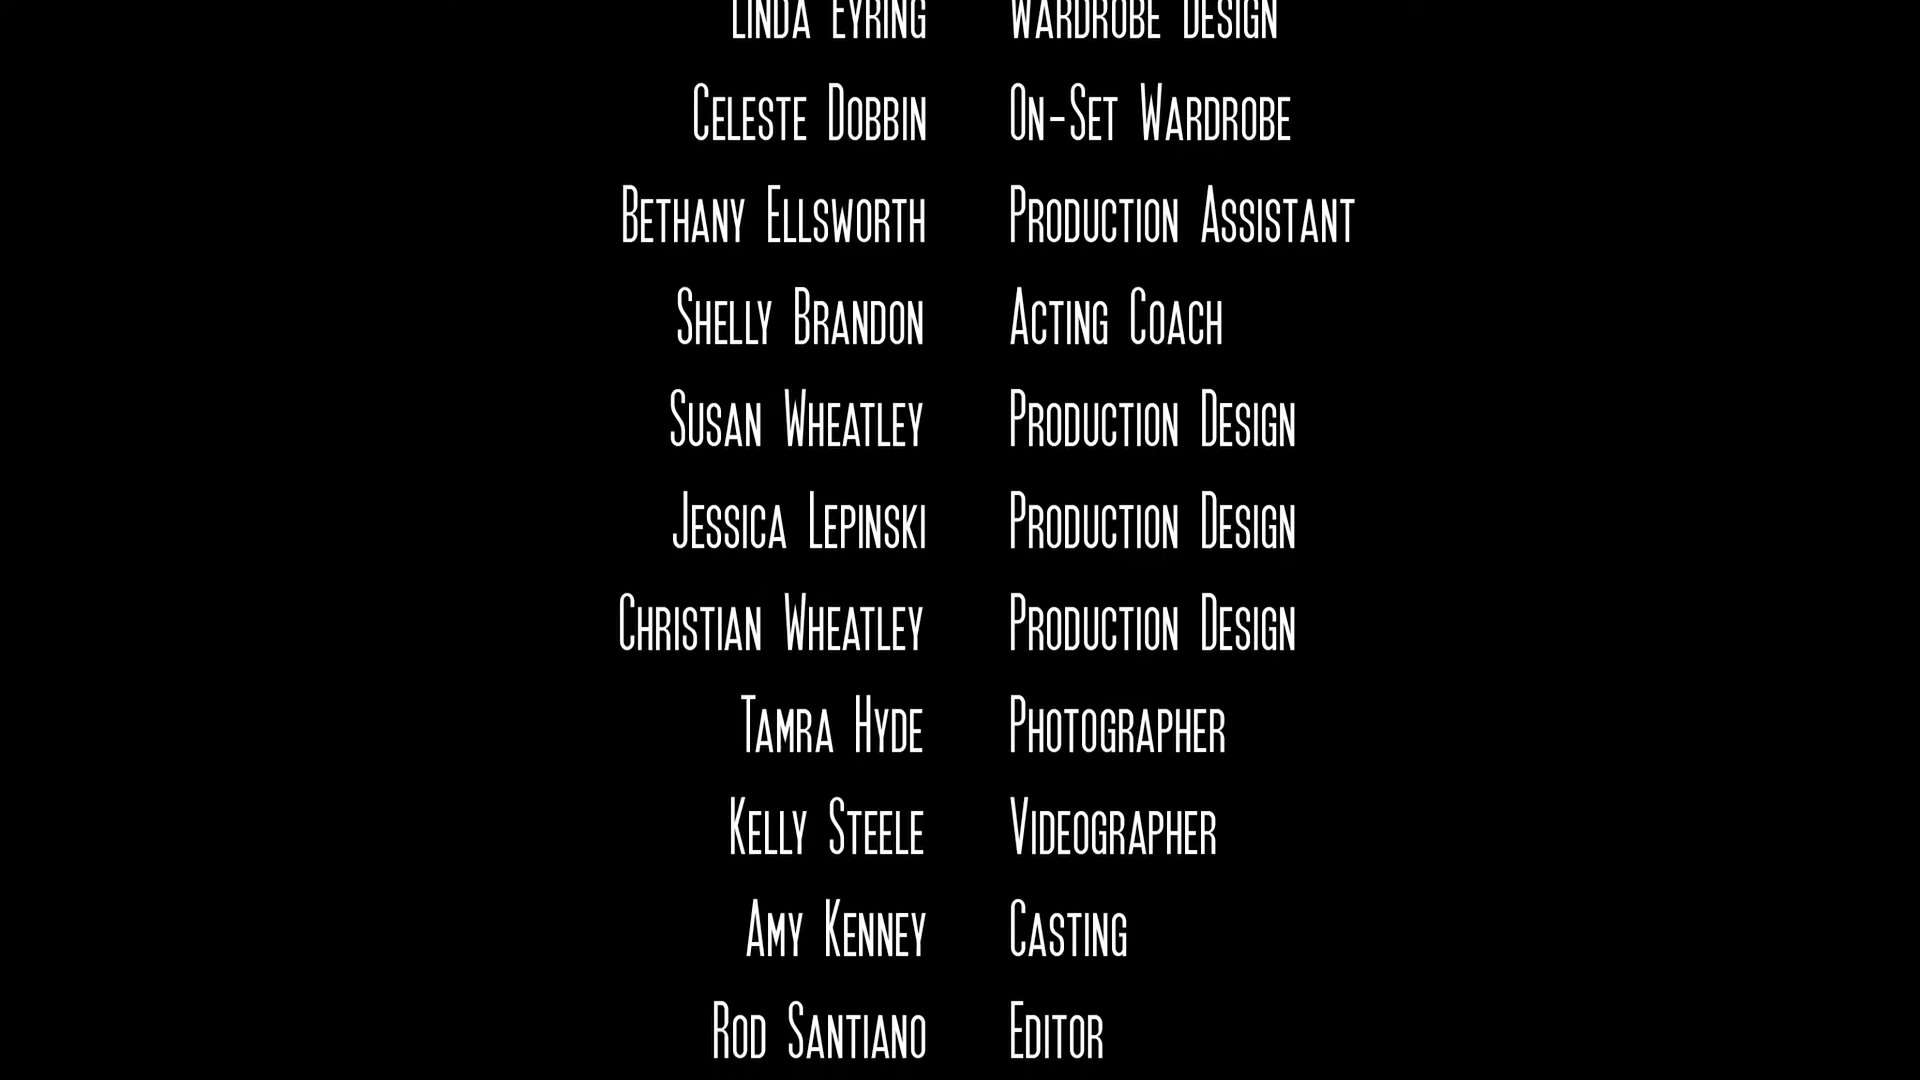 Linda Eyring Wardrobe Design
Celeste Dobbin On-Set Wardrobe
Bethany Ellsworth Production Assistant
Shelly Brandon Acting Coach
Susan Wheatley Production Design
Jessica Lepinski Production Design
Christian Wheatley Production Design
Tamra Hyde Photographer
Kelly Steele Videographer
Amy Kenney Casting
Rod Santiano Editor